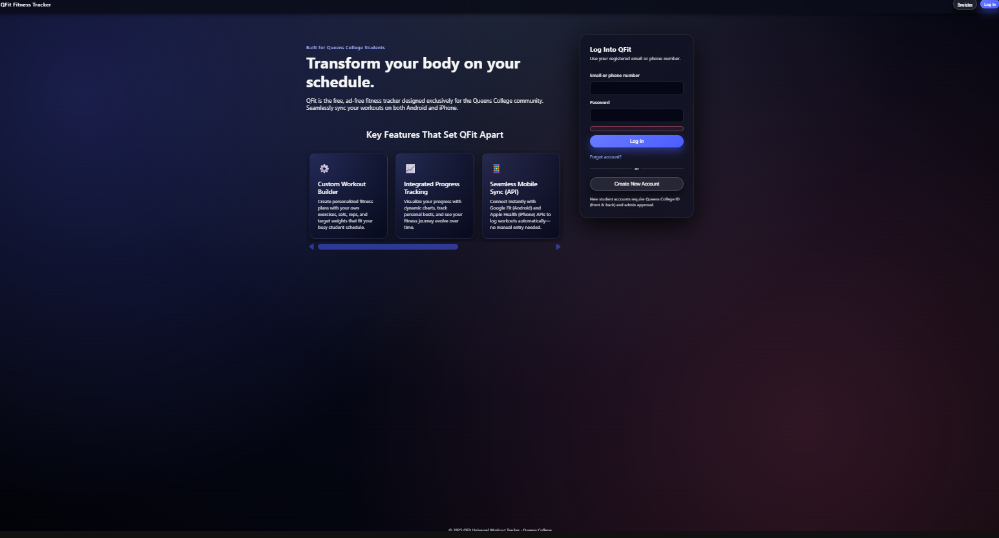 QFit Fitness Tracker
Register
Log In
Built for Queens College Students
Transform your body on your
schedule.
QFit is the free, ad-free fitness tracker designed exclusively for the Queens College community.
Seamlessly sync your workouts on both Android and iPhone.
Key Features That Set QFit Apart
Custom Workout
Builder
Create personalized fitness
plans with your own
exercises, sets, reps, and
target weights that fit your
busy student schedule.
Integrated Progress
Tracking
Visualize your progress with
dynamic charts, track
personal bests, and see your
fitness journey evolve over
time.
Seamless Mobile
Sync (API)
Connect instantly with
Google Fit (Android) and
Apple Health (iPhone) APIs to
log workouts automatically—
no manual entry needed.
Log Into QFit
Use your registered email or phone number.
Email or phone number
Password
Log In
Forgot account?
or
Create New Account
New student accounts require Queens College ID
(front & back) and admin approval.
© 2025 QFit Universal Workout Tracker - Queens College